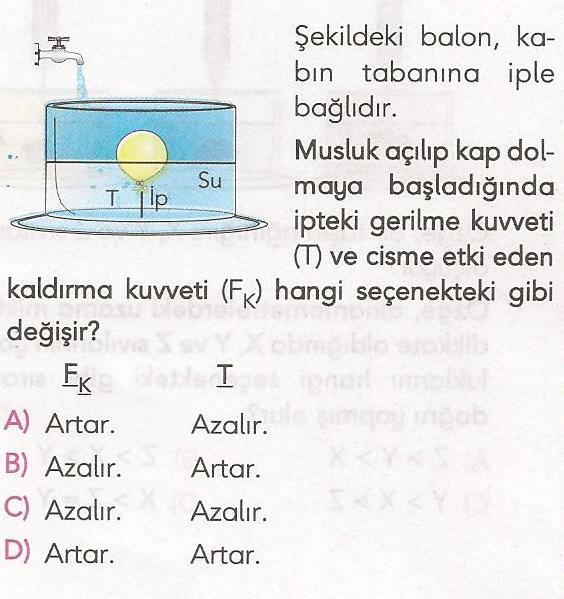 Şekildeki balon, ka-
bın tabanına iple
bağlıdır.
Musluk açılıp kap dol-
maya başladığında
ipteki gerilme kuvveti
(T) ve cisme etki eden
kaldırma kuvveti (FK) hangi seçenekteki gibi
değişir?
Su
T İp
FK T
A) Artar. Azalır.
B) Azalır. Artar.
C) Azalır. Azalır.
D) Artar. Artar.